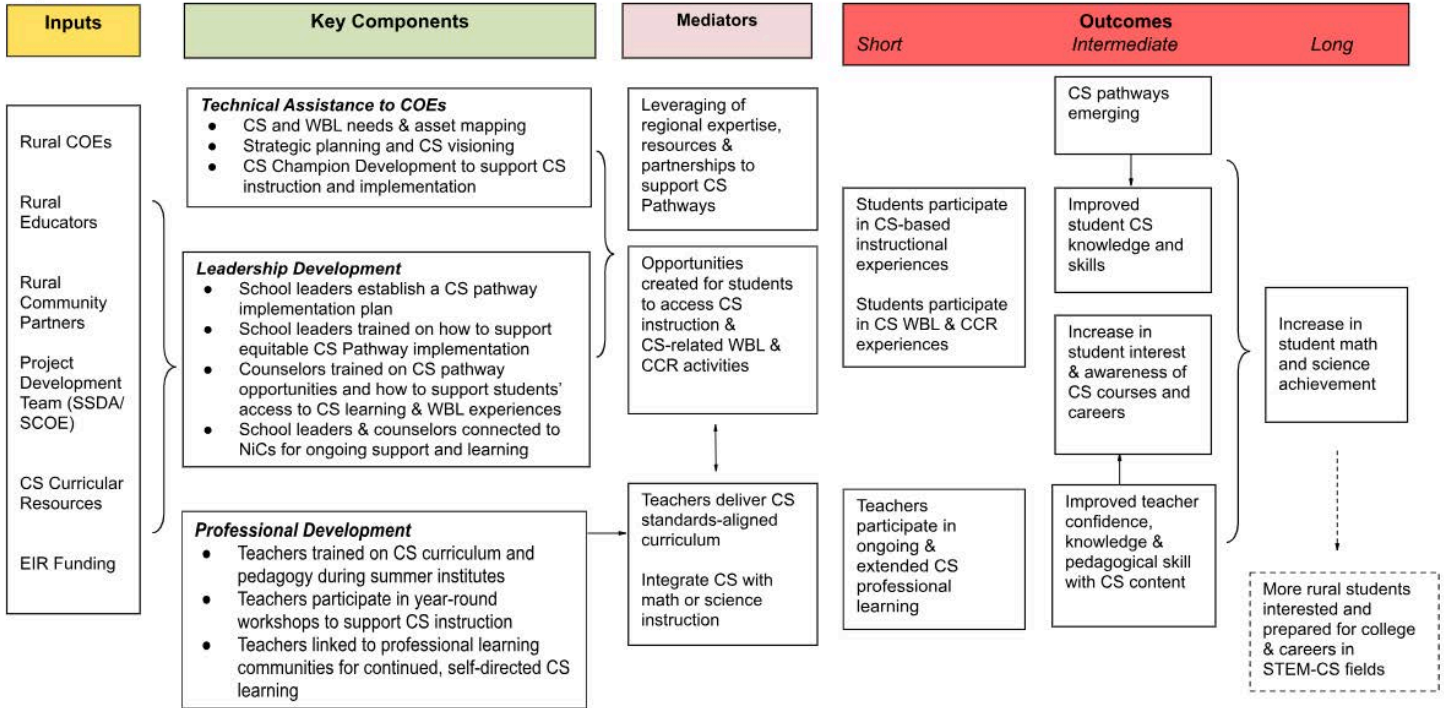 Inputs
Key Components
Mediators
Outcomes
Short
Intermediate
Long
Rural COEs
Rural
Educators
Rural
Community
Partners
Project
Development
Team (SSDA/
SCOE)
CS Curricular
Resources
EIR Funding
Technical Assistance to COEs
● CS and WBL needs & asset mapping
● Strategic planning and CS visioning
● CS Champion Development to support CS
instruction and implementation
Leadership Development
● School leaders establish a CS pathway
implementation plan
● School leaders trained on how to support
equitable CS Pathway implementation
● Counselors trained on CS pathway
opportunities and how to support students’
access to CS learning & WBL experiences
● School leaders & counselors connected to
NiCs for ongoing support and learning
Professional Development
● Teachers trained on CS curriculum and
pedagogy during summer institutes
● Teachers participate in year-round
workshops to support CS instruction
● Teachers linked to professional learning
communities for continued, self-directed CS
learning
Leveraging of
regional expertise,
resources &
partnerships to
support CS
Pathways
Opportunities
created for students
to access CS
instruction &
CS-related WBL &
CCR activities
Teachers deliver CS
standards-aligned
curriculum
Integrate CS with
math or science
instruction
Students participate
in CS-based
instructional
experiences
Students participate
in CS WBL & CCR
experiences
Teachers
participate in
ongoing &
extended CS
professional
learning
CS pathways
emerging
Improved
student CS
knowledge and
skills
Increase in
student interest
& awareness of
CS courses and
careers
Improved teacher
confidence,
knowledge &
pedagogical skill
with CS content
Increase in
student math
and science
achievement
More rural students
interested and
prepared for college
& careers in
STEM-CS fields